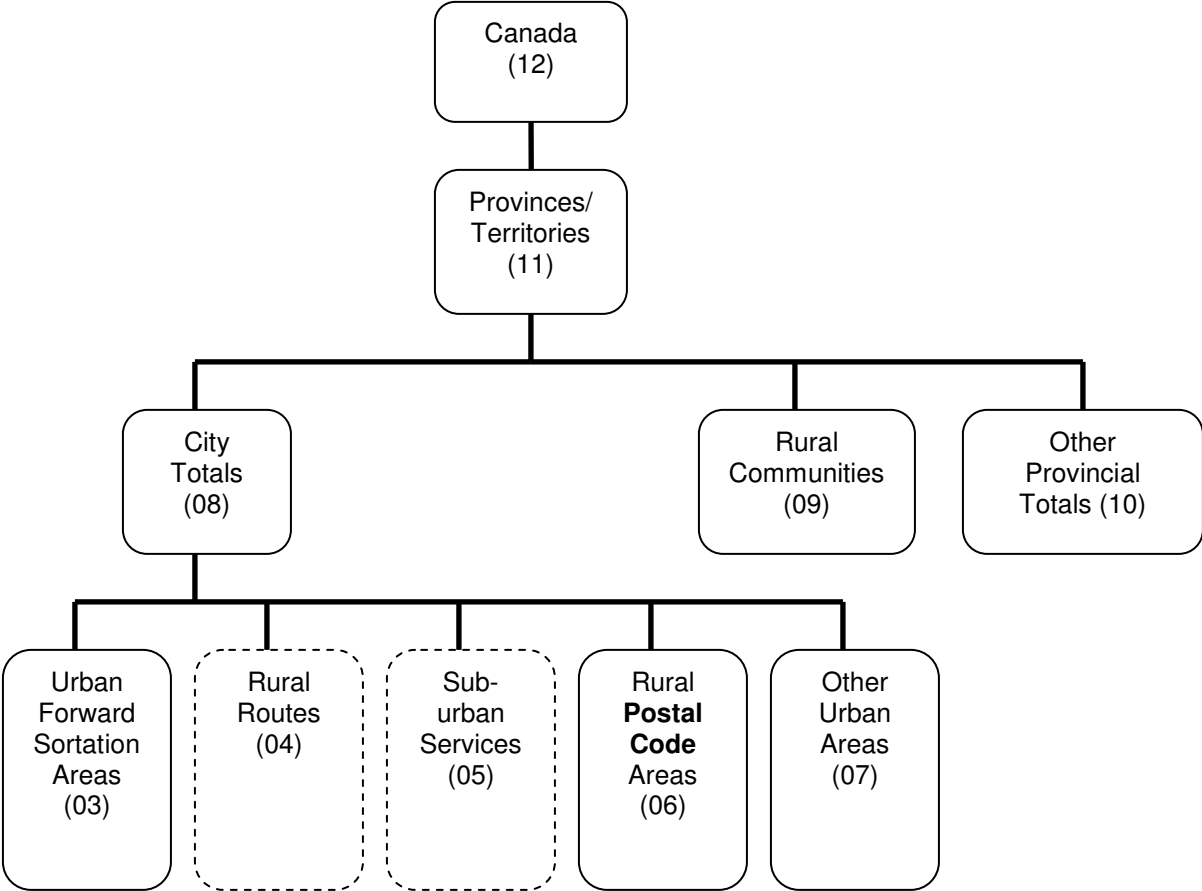 Canada
(12)
Provinces/
Territories
(11)
City
Totals
(08)
Rural
Communities
(09)
Other
Provincial
Totals (10)
Urban
Forward
Sortation
Areas
(03)
Rural
Routes
(04)
Sub-
urban
Services
(05)
Rural
Postal
Code
Areas
(06)
Other
Urban
Areas
(07)